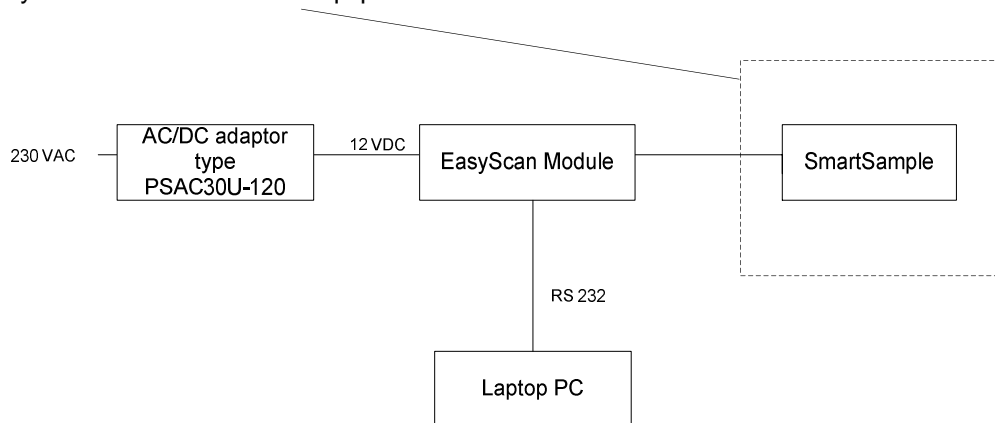 230 VAC
AC/DC adaptor
type
PSAC30U-120
12 VDC
EasyScan Module
SmartSample
RS 232
Laptop PC